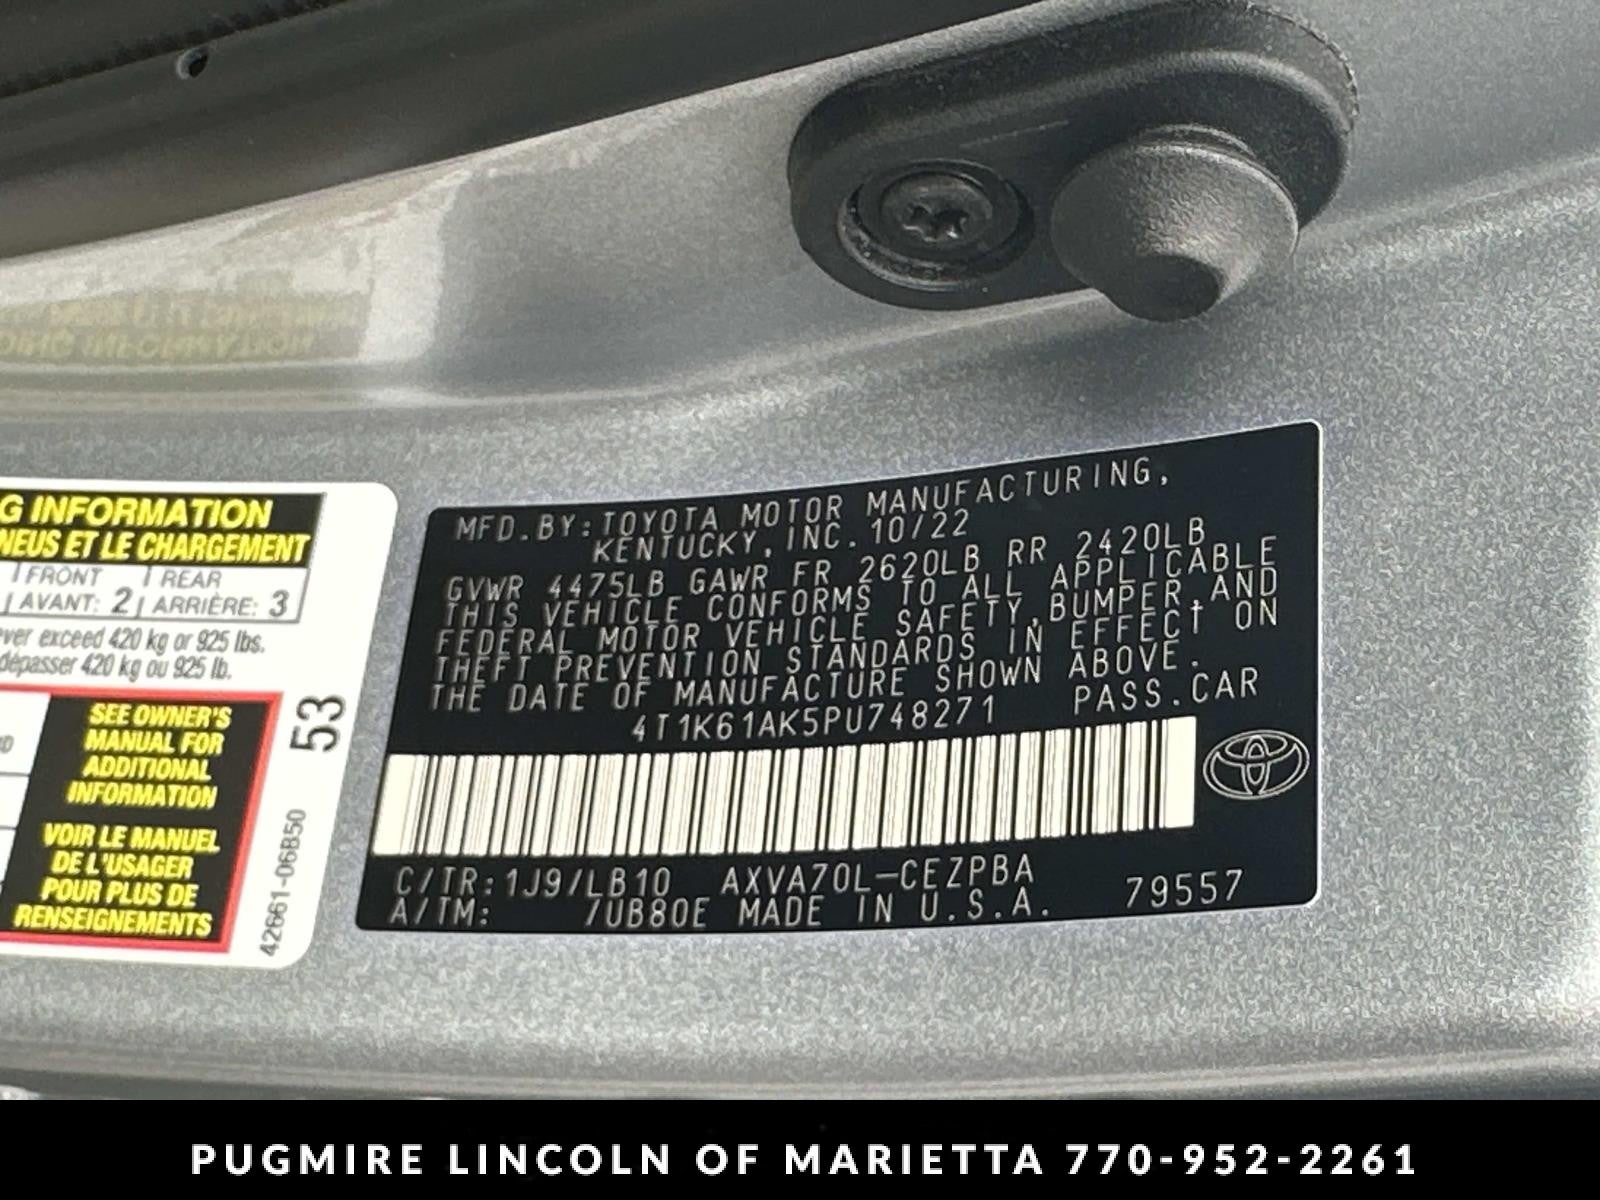 G INFORMATION
NEUS ET LE CHARGEMENT
FRONT REAR
AVANT: 2 ARRIÈRE: 3
ver exceed 420 kg or 925 lbs.
dépasser 420 kg ou 925 lb.
SEE OWNER'S
MANUAL FOR
ADDITIONAL
INFORMATION
VOIR LE MANUEL
DE L'USAGER
POUR PLUS DE
RENSEIGNEMENTS
53
42661-06B50
MFD.BY:TOYOTA MOTOR MANUFACTURING,
KENTUCKY,INC.10/22
GVWR 4475LB GAWR FR 2620LB RR 2420LB
THIS VEHICLE CONFORMS TO ALL APPLICABLE
FEDERAL MOTOR VEHICLE SAFETY,BUMPER,AND
THEFT PREVENTION STANDARDS IN EFFECT ON
THE DATE OF MANUFACTURE SHOWN ABOVE.
4T1K61AK5PU748271 PASS.CAR
C/TR:1J9/LB10 AXVA70L-CEZPBA
A/TM: /UB80E MADE IN U.S.A. 79557
PUGMIRE LINCOLN OF MARIETTA 770-952-2261